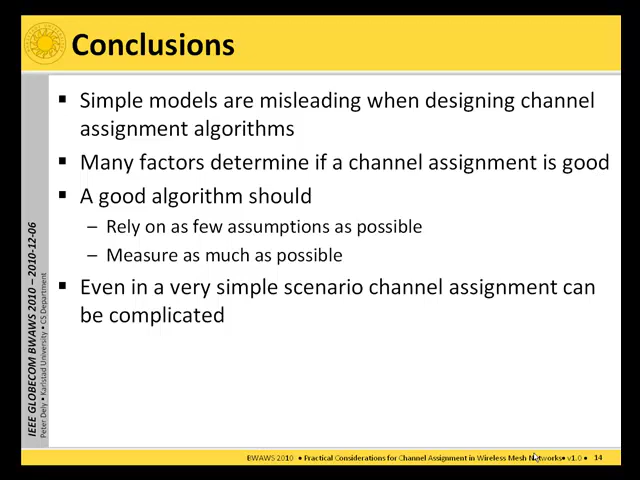 Conclusions
▪ Simple models are misleading when designing channel
assignment algorithms
▪ Many factors determine if a channel assignment is good
▪ A good algorithm should
– Rely on as few assumptions as possible
– Measure as much as possible
▪ Even in a very simple scenario channel assignment can
be complicated
IEEE GLOBECOM BWAWS 2010 – 2010-12-06
Peter Dely • Karlstad University • CS Department
BWAWS 2010 • Practical Considerations for Channel Assignment in Wireless Mesh Networks • v1.0 • 14